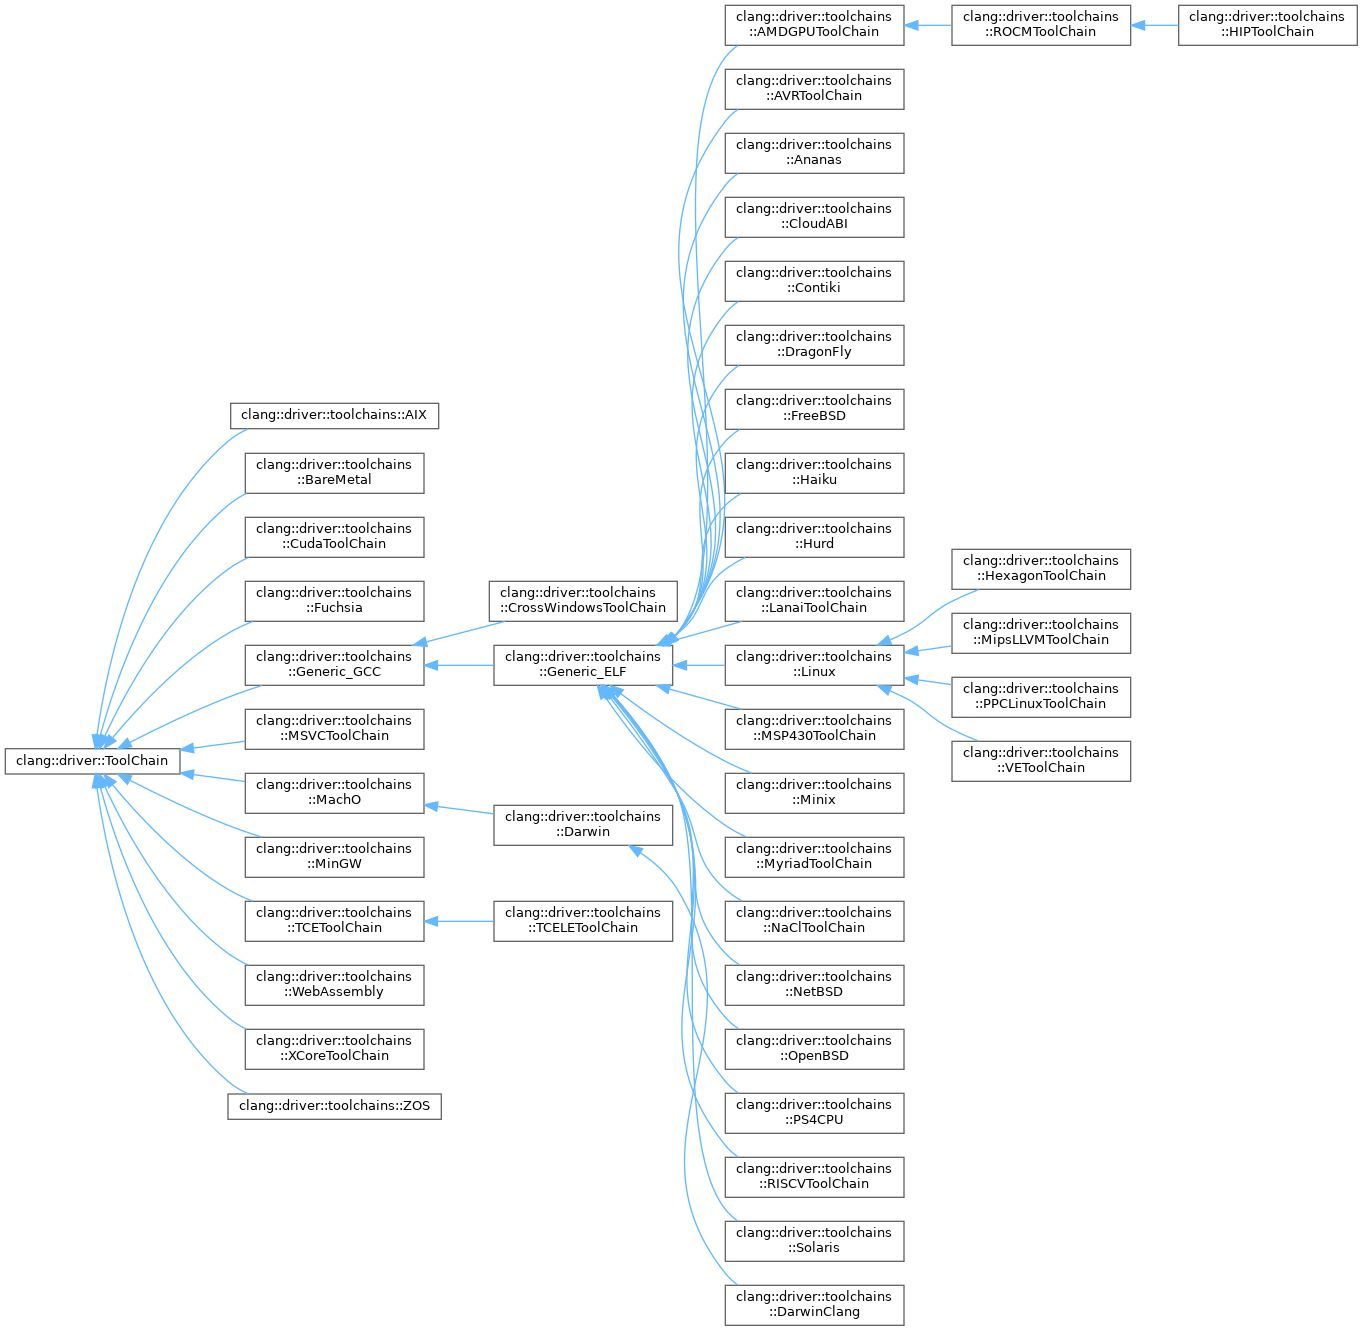 clang::driver::ToolChain
clang::driver::toolchains::AIX
clang::driver::toolchains
::BareMetal
clang::driver::toolchains
::CudaToolChain
clang::driver::toolchains
::Fuchsia
clang::driver::toolchains
::Generic_GCC
clang::driver::toolchains
::MSVCToolChain
clang::driver::toolchains
::MachO
clang::driver::toolchains
::MinGW
clang::driver::toolchains
::TCEToolChain
clang::driver::toolchains
::WebAssembly
clang::driver::toolchains
::XCoreToolChain
clang::driver::toolchains::ZOS
clang::driver::toolchains
::CrossWindowsToolChain
clang::driver::toolchains
::Generic_ELF
clang::driver::toolchains
::Darwin
clang::driver::toolchains
::TCELEToolChain
clang::driver::toolchains
::AMDGPUToolChain
clang::driver::toolchains
::AVRToolChain
clang::driver::toolchains
::Ananas
clang::driver::toolchains
::CloudABI
clang::driver::toolchains
::Contiki
clang::driver::toolchains
::DragonFly
clang::driver::toolchains
::FreeBSD
clang::driver::toolchains
::Haiku
clang::driver::toolchains
::Hurd
clang::driver::toolchains
::LanaiToolChain
clang::driver::toolchains
::Linux
clang::driver::toolchains
::MSP430ToolChain
clang::driver::toolchains
::Minix
clang::driver::toolchains
::MyriadToolChain
clang::driver::toolchains
::NaClToolChain
clang::driver::toolchains
::NetBSD
clang::driver::toolchains
::OpenBSD
clang::driver::toolchains
::PS4CPU
clang::driver::toolchains
::RISCVToolChain
clang::driver::toolchains
::Solaris
clang::driver::toolchains
::DarwinClang
clang::driver::toolchains
::ROCMToolChain
clang::driver::toolchains
::HIPToolChain
clang::driver::toolchains
::HexagonToolChain
clang::driver::toolchains
::MipsLLVMToolChain
clang::driver::toolchains
::PPCLinuxToolChain
clang::driver::toolchains
::VEToolChain